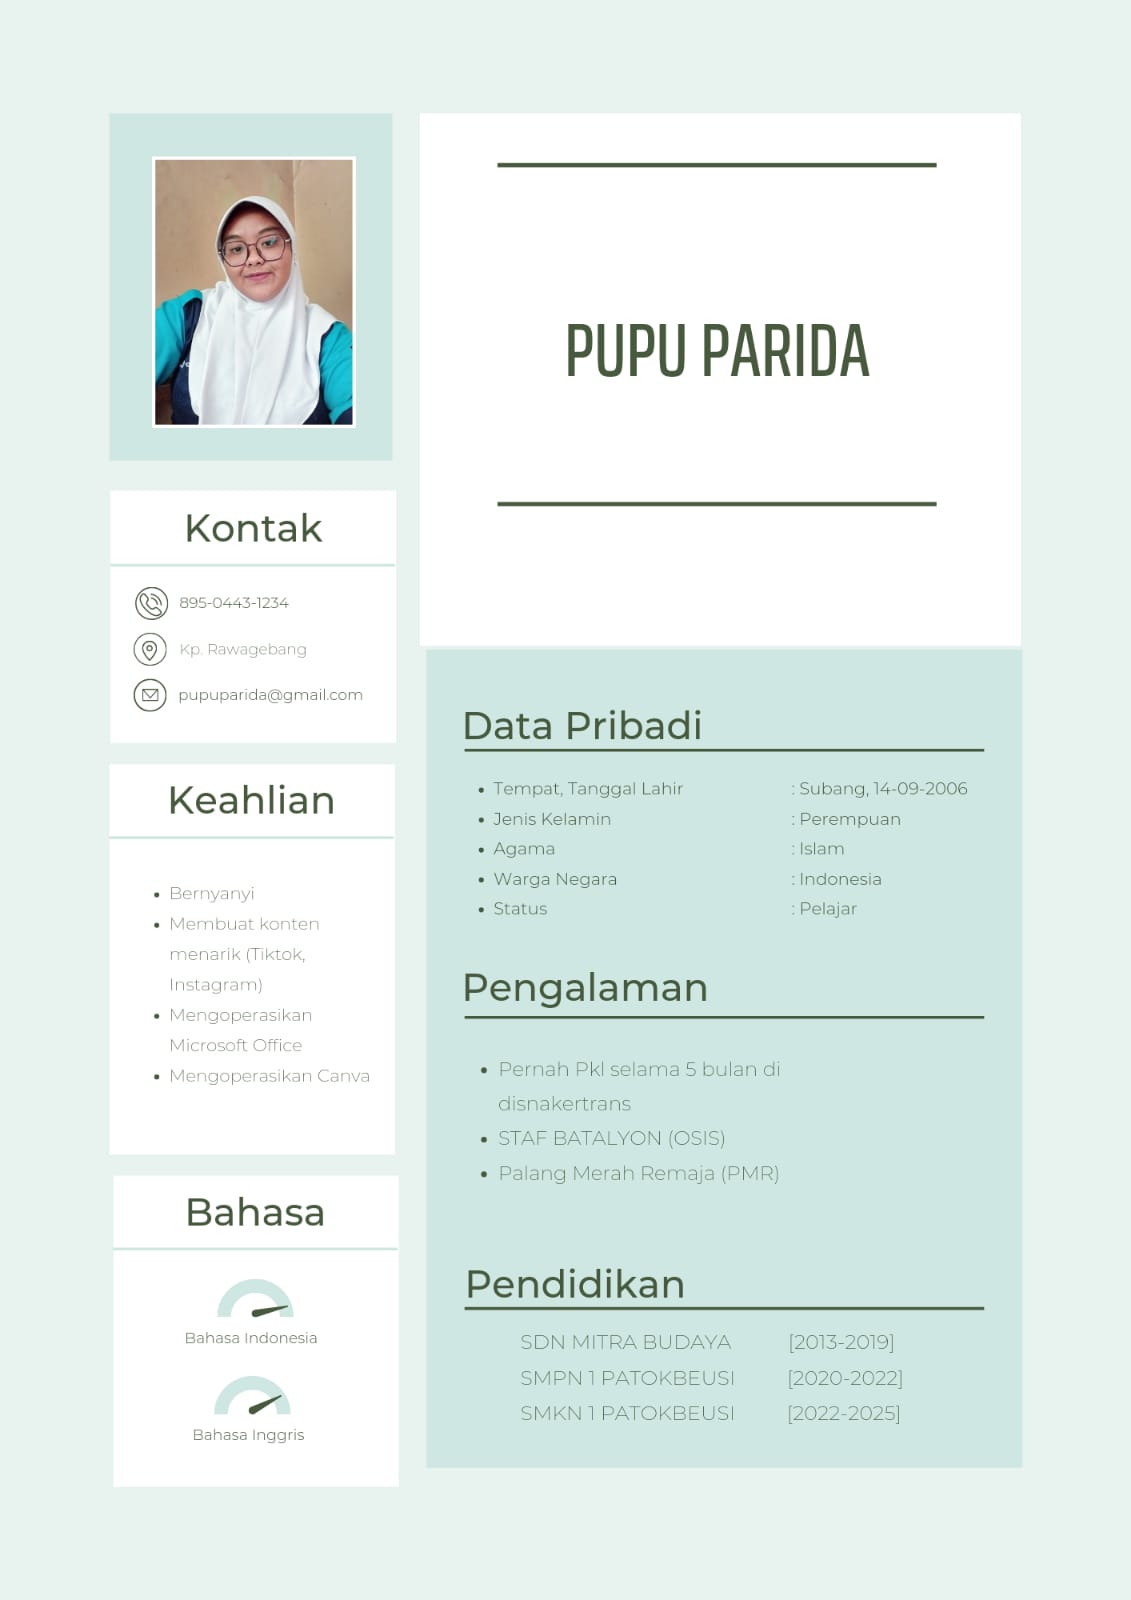 PUPU PARIDA
Kontak
895-0443-1234
Kp. Rawagebang
pupuparida@gmail.com
Keahlian
Bernyanyi
Membuat konten
menarik (Tiktok,
Instagram)
Mengoperasikan
Microsoft Office
Mengoperasikan Canva
Bahasa
Bahasa Indonesia
Bahasa Inggris
Data Pribadi
Tempat, Tanggal Lahir : Subang, 14-09-2006
Jenis Kelamin : Perempuan
Agama : Islam
Warga Negara : Indonesia
Status : Pelajar
Pengalaman
Pernah Pkl selama 5 bulan di
disnakertrans
STAF BATALYON (OSIS)
Palang Merah Remaja (PMR)
Pendidikan
SDN MITRA BUDAYA [2013-2019]
SMPN 1 PATOKBEUSI [2020-2022]
SMKN 1 PATOKBEUSI [2022-2025]